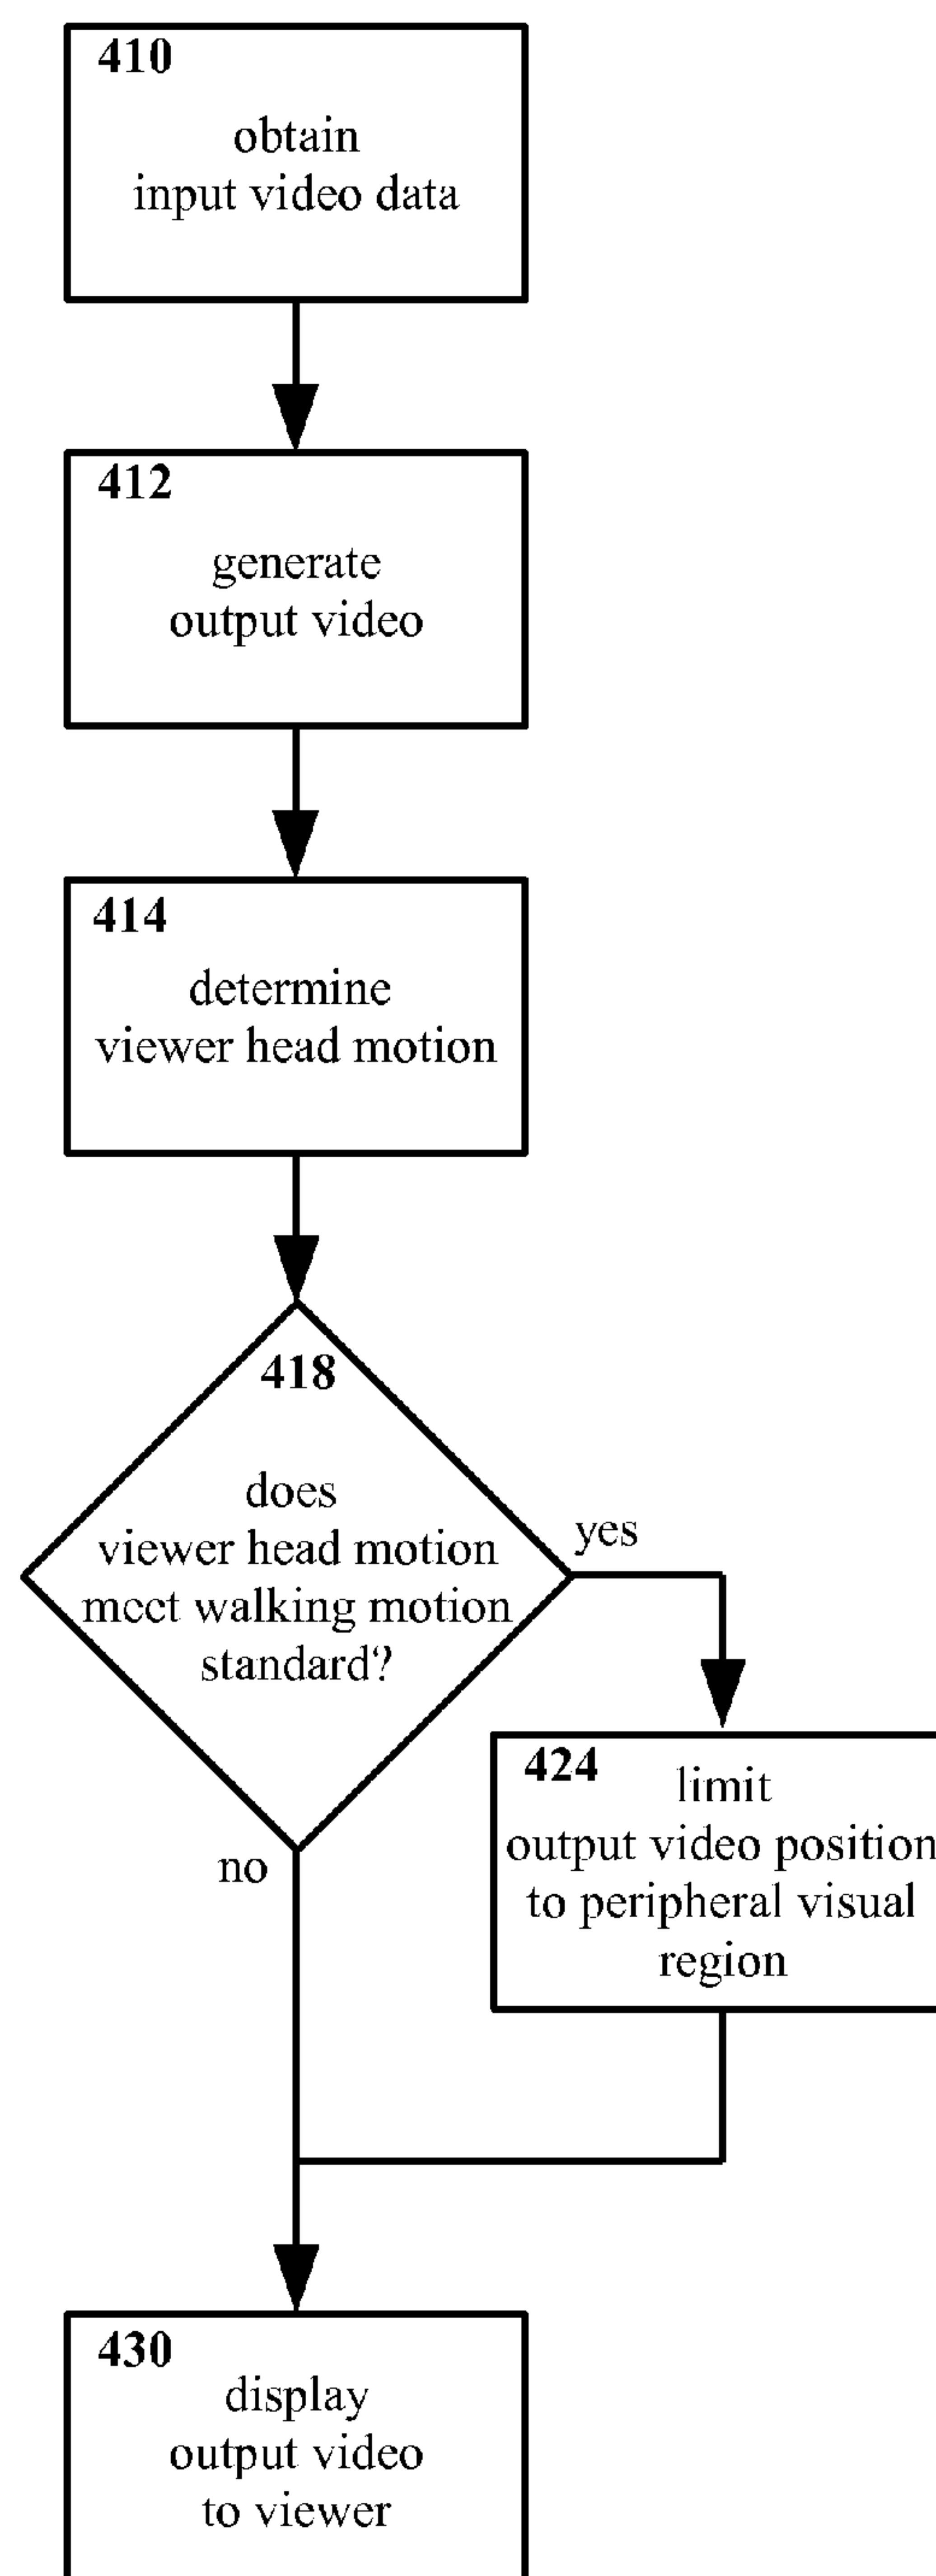 410
obtain
input video data
412
generate
output video
414
determine
viewer head motion
418
does
viewer head motion
meet walking motion
standard?
yes
no
424
limit
output video position
to peripheral visual
region
430
display
output video
to viewer